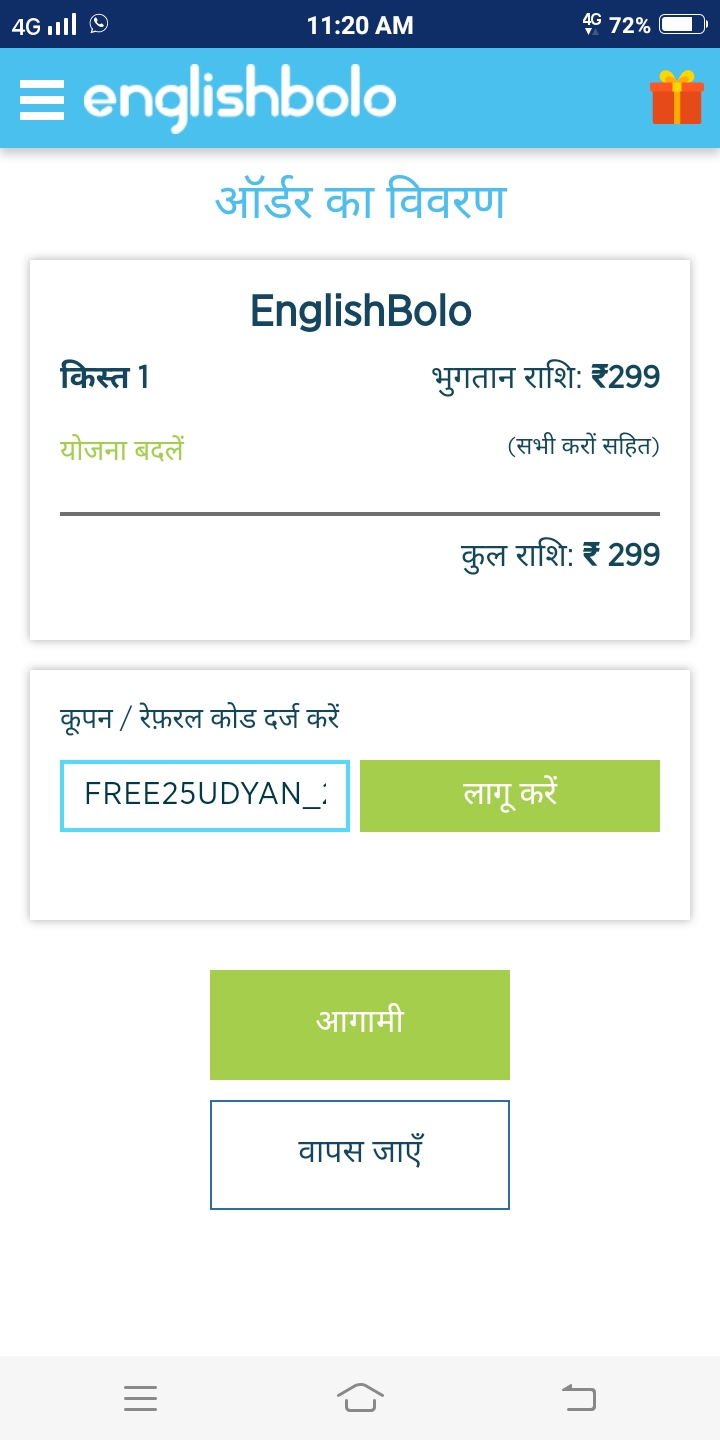 4G 11:20 AM 4G 72%
englishbolo
ऑर्डर का विवरण
EnglishBolo
किस्त 1 भुगतान राशि: ₹299
योजना बदलें (सभी करों सहित)
कुल राशि: ₹ 299
कूपन / रेफ़रल कोड दर्ज करें
FREE25UDYAN_ लागू करें
आगामी
वापस जाएँ